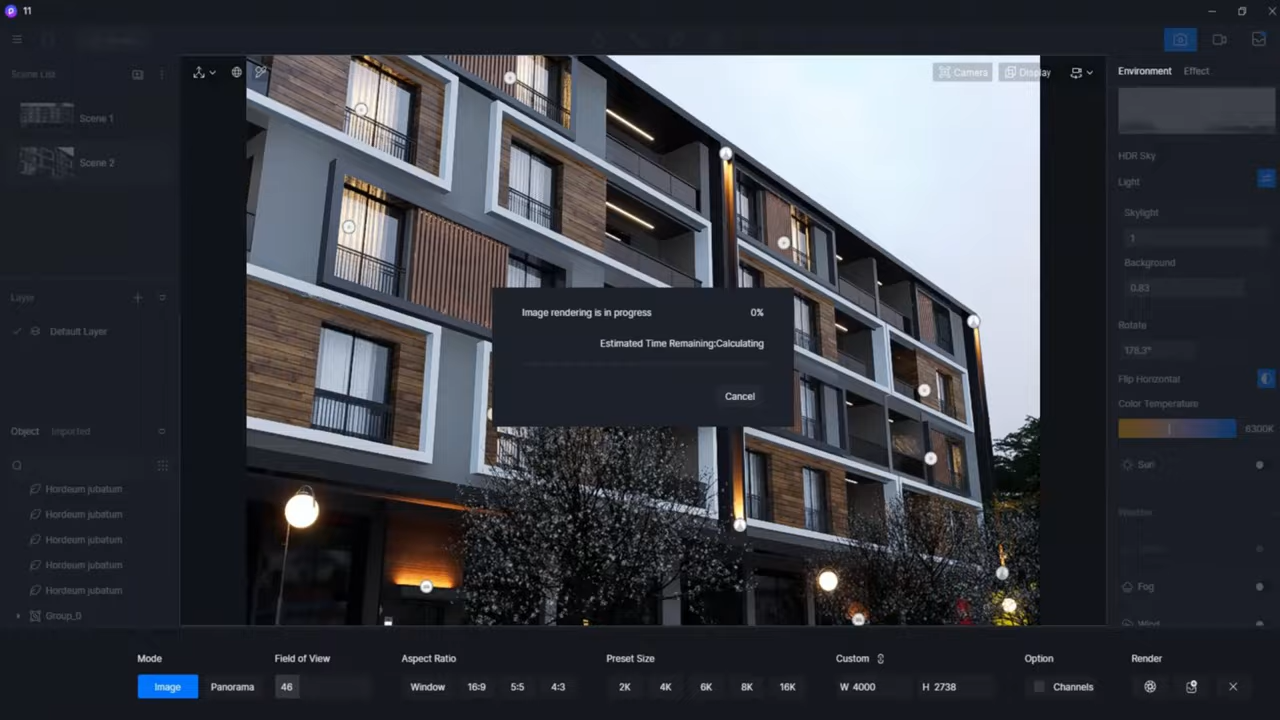 11
Scene List
Camera
Display
Environment
Effect
Scene 1
Scene 2
HDR Sky
Light
Skylight
1
Background
0.83
Layer
Default Layer
Image rendering is in progress
0%
Estimated Time Remaining:Calculating
Cancel
Rotate
178.3°
Flip Horizontal
Color Temperature
6300K
Object
Imported
Sun
Hordeum jubatum
Hordeum jubatum
Hordeum jubatum
Hordeum jubatum
Hordeum jubatum
Group_0
Weather
Fog
Wind
Mode
Field of View
Aspect Ratio
Preset Size
Custom
Option
Render
Image
Panorama
46
Window
16:9
5:5
4:3
2K
4K
6K
8K
16K
W 4000
H 2738
Channels